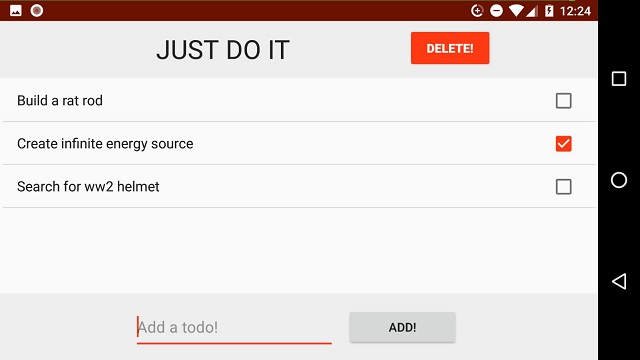 12:24
JUST DO IT
DELETE!
Build a rat rod
Create infinite energy source
Search for ww2 helmet
Add a todo!
ADD!